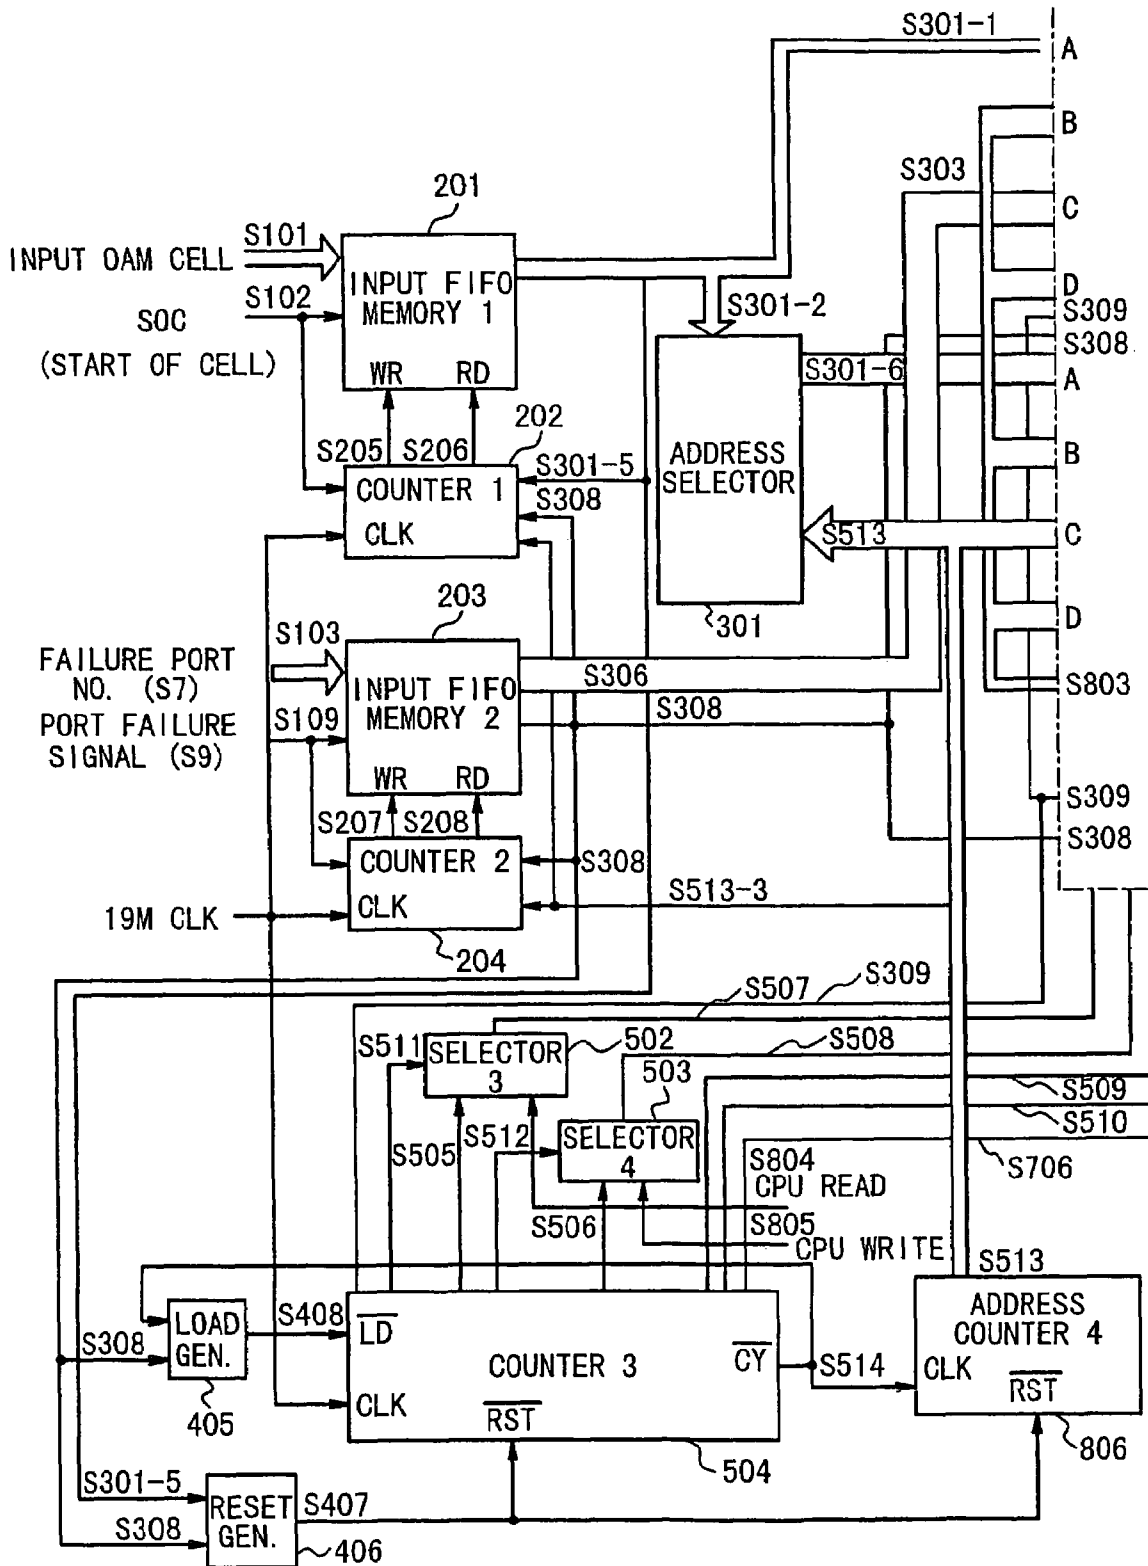 S301-1
A
B
S303
C
201
S101
INPUT OAM CELL
INPUT FIFO
MEMORY 1
S102
SOC
(START OF CELL)
WR RD
D
S309
S301-2
S308
S301-6
A
202
S205 S206
ADDRESS
SELECTOR
B
S301-5
COUNTER 1
S308
CLK
S513
C
203
301
D
S103
FAILURE PORT
NO. (S7)
INPUT FIFO
MEMORY 2
S306
S803
S109
PORT FAILURE
SIGNAL (S9)
S308
WR RD
S309
S207 S208
S308
COUNTER 2
S308
CLK
S513-3
19M CLK
204
S507
S309
S511
SELECTOR
3
502
S508
503
S509
S505
S512
SELECTOR
4
S510
S804
S706
CPU READ
S506
S805
CPU WRITE
S513
LOAD
GEN.
S408
LD
ADDRESS
COUNTER 4
S308
COUNTER 3
CY
S514
CLK
405
CLK
RST
RST
504
806
S301-5
RESET
GEN.
S407
S308
406